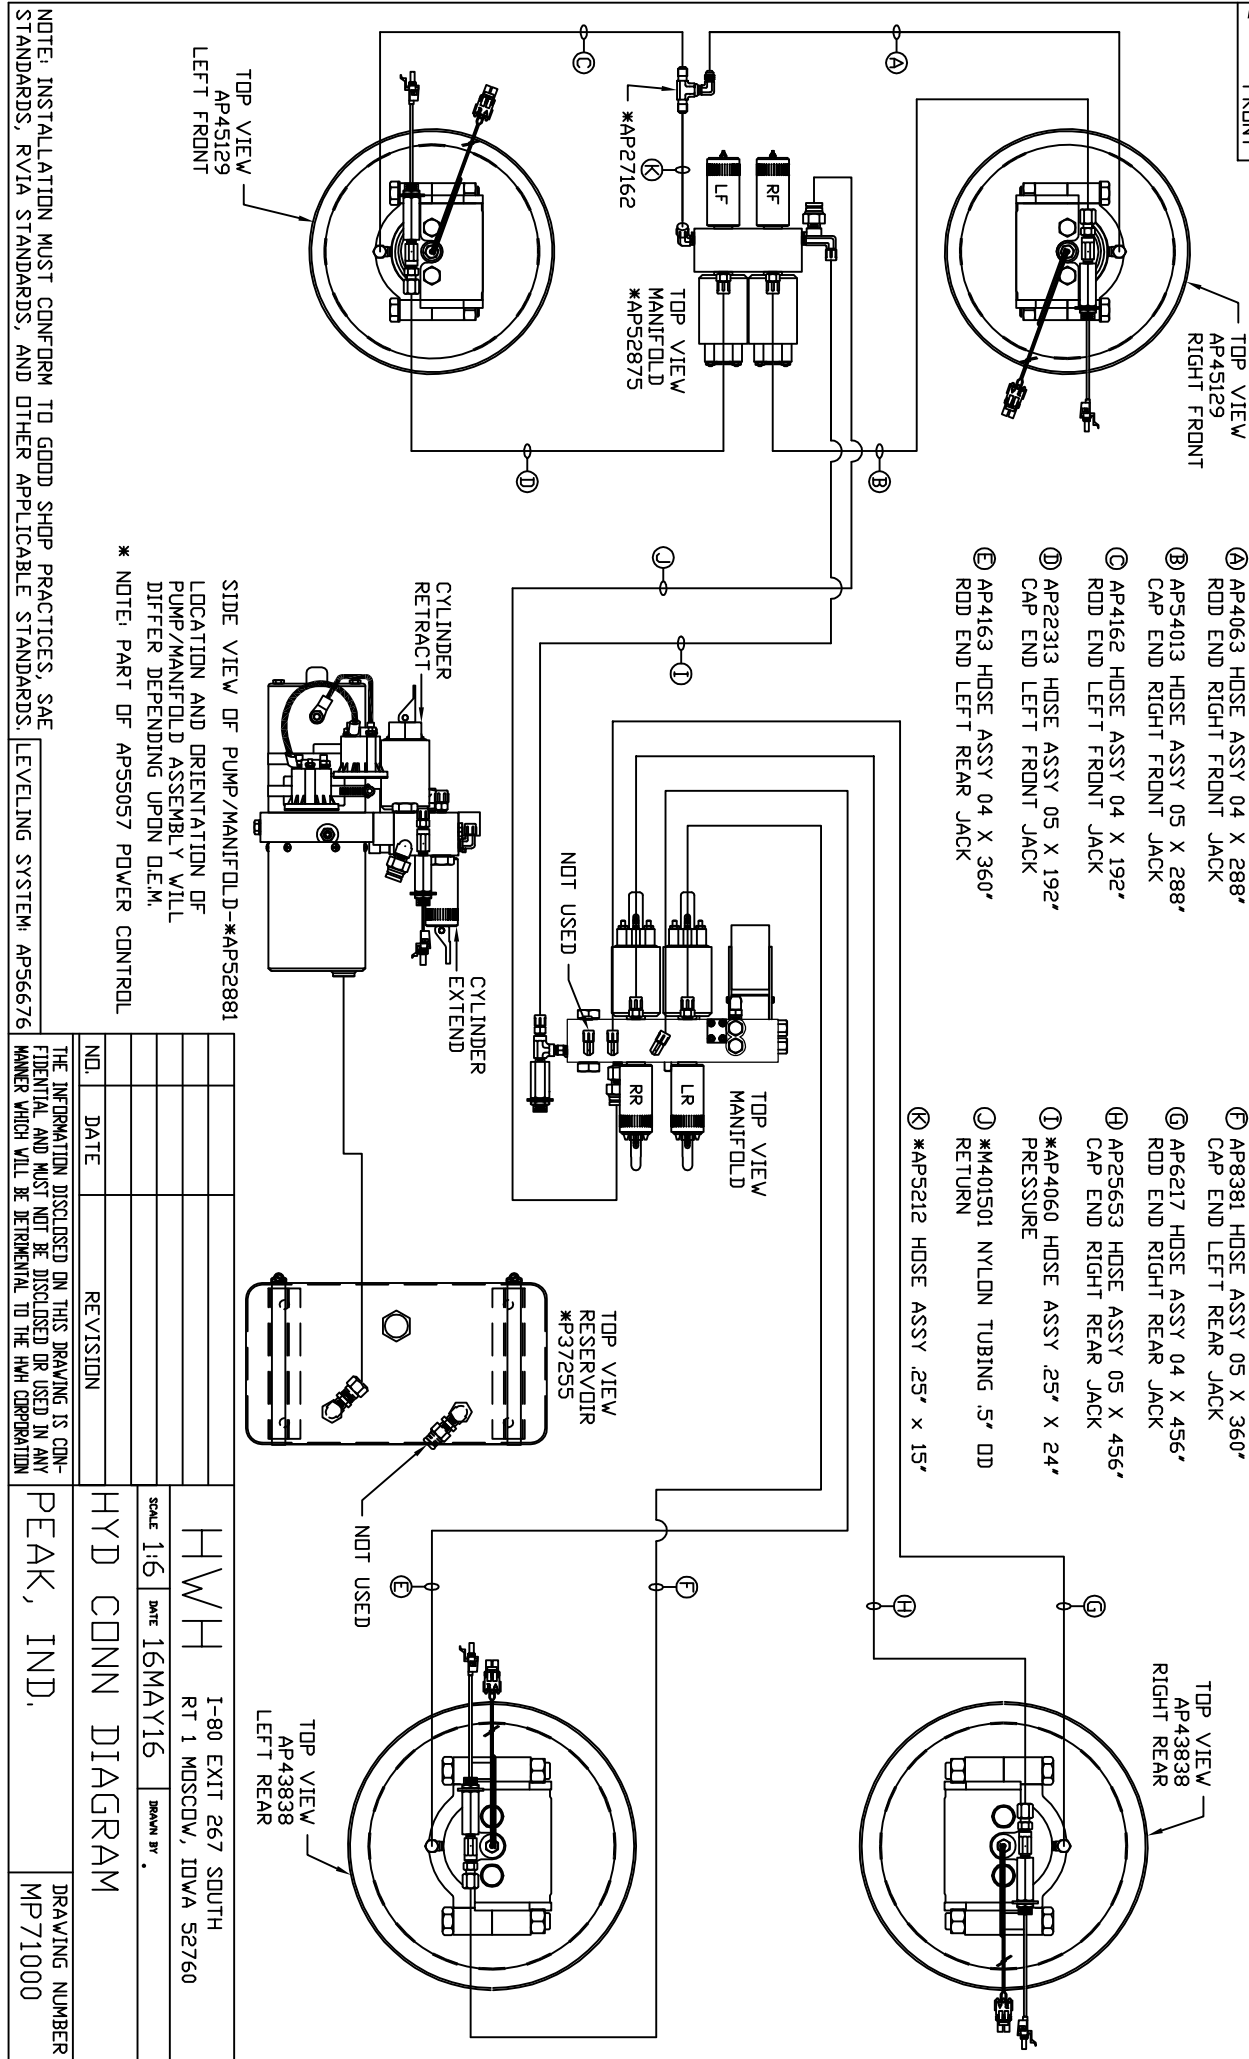 FRONT
TOP VIEW
AP45129
RIGHT FRONT
TOP VIEW
AP45129
LEFT FRONT
A
B
C
D
*AP27162
K
RF
LF
TOP VIEW
MANIFOLD
*AP52875
J
I
A AP4063 HOSE ASSY 04 X 288"
ROD END RIGHT FRONT JACK
B AP54013 HOSE ASSY 05 X 288"
CAP END RIGHT FRONT JACK
C AP4162 HOSE ASSY 04 X 192"
ROD END LEFT FRONT JACK
D AP22313 HOSE ASSY 05 X 192"
CAP END LEFT FRONT JACK
E AP4163 HOSE ASSY 04 X 360"
ROD END LEFT REAR JACK
F AP8381 HOSE ASSY 05 X 360"
CAP END LEFT REAR JACK
G AP6217 HOSE ASSY 04 X 456"
ROD END RIGHT REAR JACK
H AP25653 HOSE ASSY 05 X 456"
CAP END RIGHT REAR JACK
I *AP4060 HOSE ASSY .25" X 24"
PRESSURE
J *M401501 NYLON TUBING .5" OD
RETURN
K *AP5212 HOSE ASSY .25" x 15"
CYLINDER
RETRACT
CYLINDER
EXTEND
SIDE VIEW OF PUMP/MANIFOLD-*AP52881
LOCATION AND ORIENTATION OF
PUMP/MANIFOLD ASSEMBLY WILL
DIFFER DEPENDING UPON O.E.M.
* NOTE: PART OF AP55057 POWER CONTROL
NOT USED
RR
LR
TOP VIEW
MANIFOLD
TOP VIEW
RESERVOIR
*P37255
NOT USED
E
F
H
G
TOP VIEW
AP43838
RIGHT REAR
TOP VIEW
AP43838
LEFT REAR
NOTE: INSTALLATION MUST CONFORM TO GOOD SHOP PRACTICES, SAE
STANDARDS, RVIA STANDARDS, AND OTHER APPLICABLE STANDARDS.
LEVELING SYSTEM: AP56676
NO.
DATE
REVISION
THE INFORMATION DISCLOSED ON THIS DRAWING IS CON-
FIDENTIAL AND MUST NOT BE DISCLOSED OR USED IN ANY
MANNER WHICH WILL BE DETRIMENTAL TO THE HWH CORPORATION
HWH
I-80 EXIT 267 SOUTH
RT 1 MOSCOW, IOWA 52760
SCALE 1:6
DATE 16MAY16
DRAWN BY .
HYD CONN DIAGRAM
PEAK, IND.
DRAWING NUMBER
MP71000